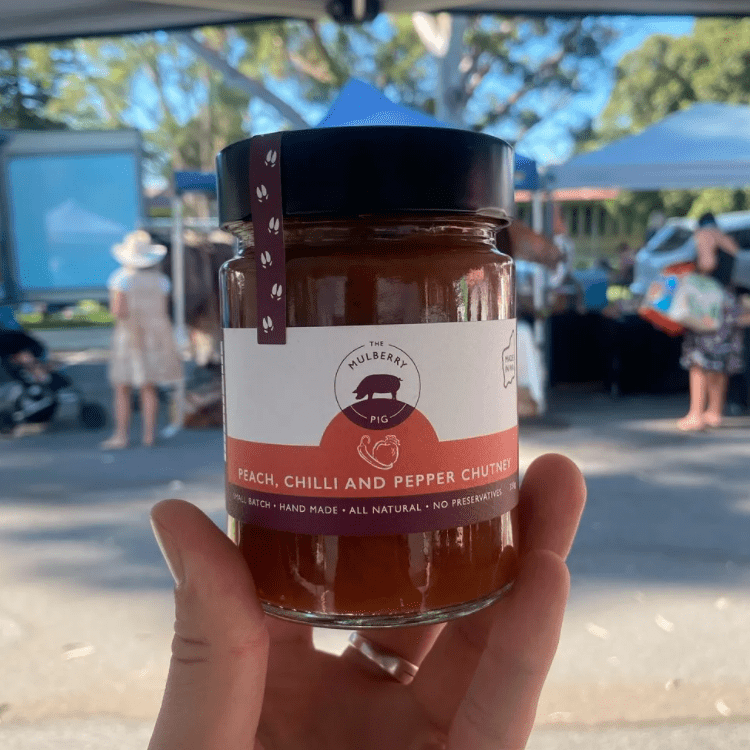 THE
MULBERRY
PIG
PEACH, CHILLI AND PEPPER CHUTNEY
SMALL BATCH • HAND MADE • ALL NATURAL • NO PRESERVATIVES